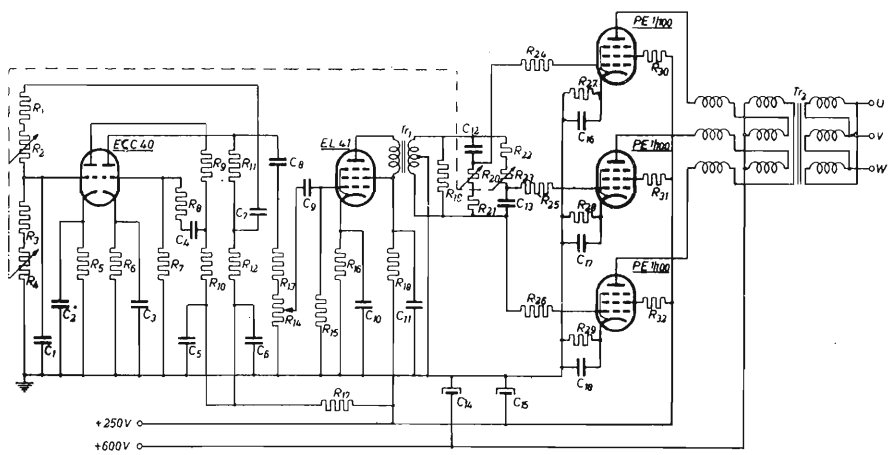 PE 1/100
R24
R30
R27
C16
R1
R2
ECC40
R9
R11
C8
EL 41
Tr1
C12
R22
Tr2
U
V
W
PE 1/100
R19
R20
R23
R25
R21
C13
R31
R28
C17
R8
C4
C7
C9
R3
R4
R5
R6
R7
R10
R12
R13
R14
R15
R16
R18
C10
C11
C2
C1
C3
C5
C6
PE 1/100
R26
R32
R29
C18
R17
C14
C15
+250V
+600V